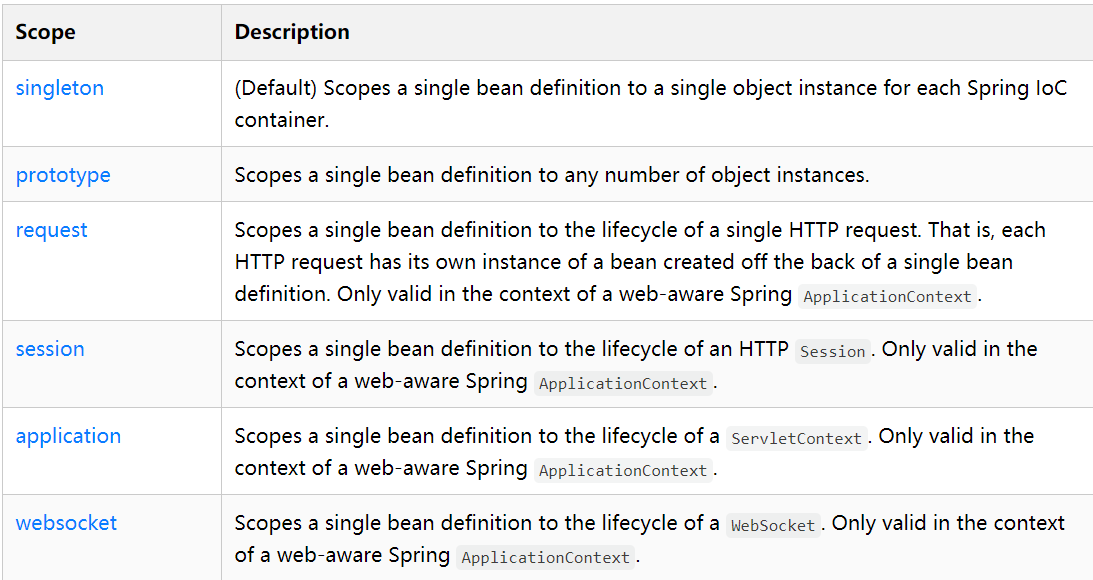 Scope Description
singleton (Default) Scopes a single bean definition to a single object instance for each Spring IoC
container.
prototype Scopes a single bean definition to any number of object instances.
request Scopes a single bean definition to the lifecycle of a single HTTP request. That is, each
HTTP request has its own instance of a bean created off the back of a single bean
definition. Only valid in the context of a web-aware Spring ApplicationContext.
session Scopes a single bean definition to the lifecycle of an HTTP Session. Only valid in the
context of a web-aware Spring ApplicationContext.
application Scopes a single bean definition to the lifecycle of a ServletContext. Only valid in the
context of a web-aware Spring ApplicationContext.
websocket Scopes a single bean definition to the lifecycle of a WebSocket. Only valid in the context
of a web-aware Spring ApplicationContext.